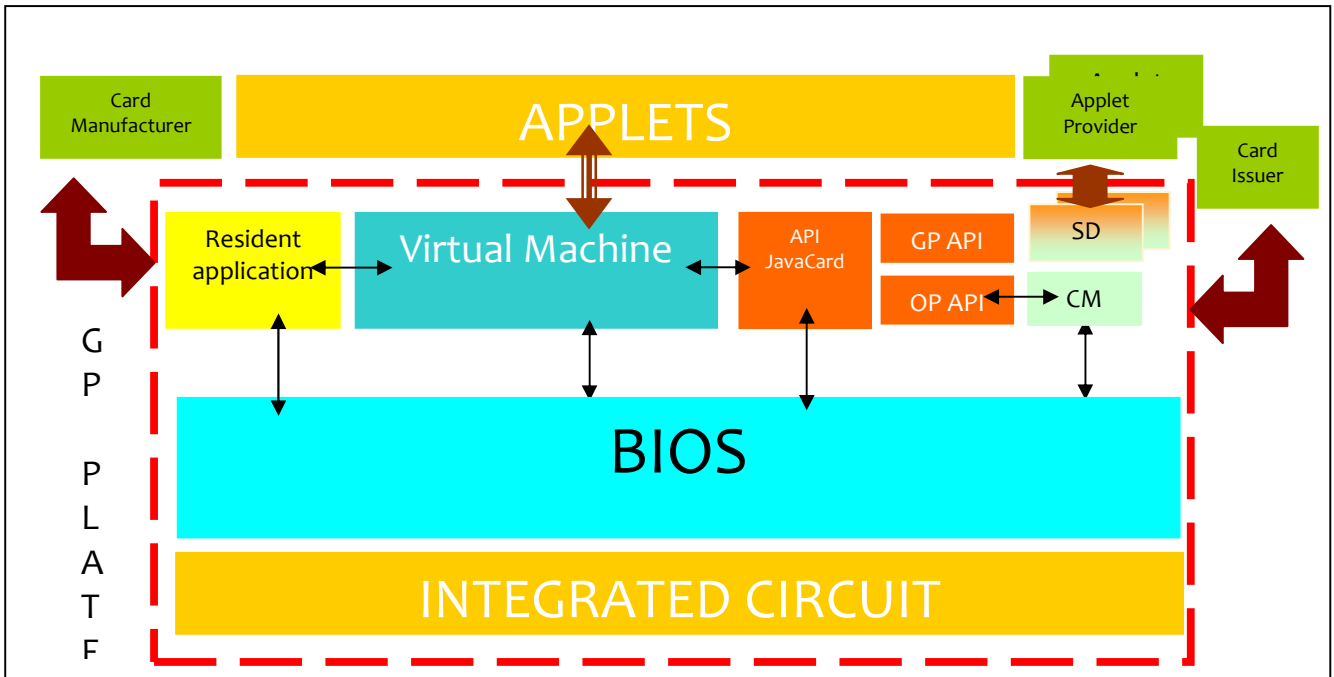 Card
Manufacturer
APPLETS
Applet
Provider
Card
Issuer
Resident
application
Virtual Machine
API
JavaCard
GP API
OP API
SD
CM
G
P
P
L
A
T
F
BIOS
INTEGRATED CIRCUIT